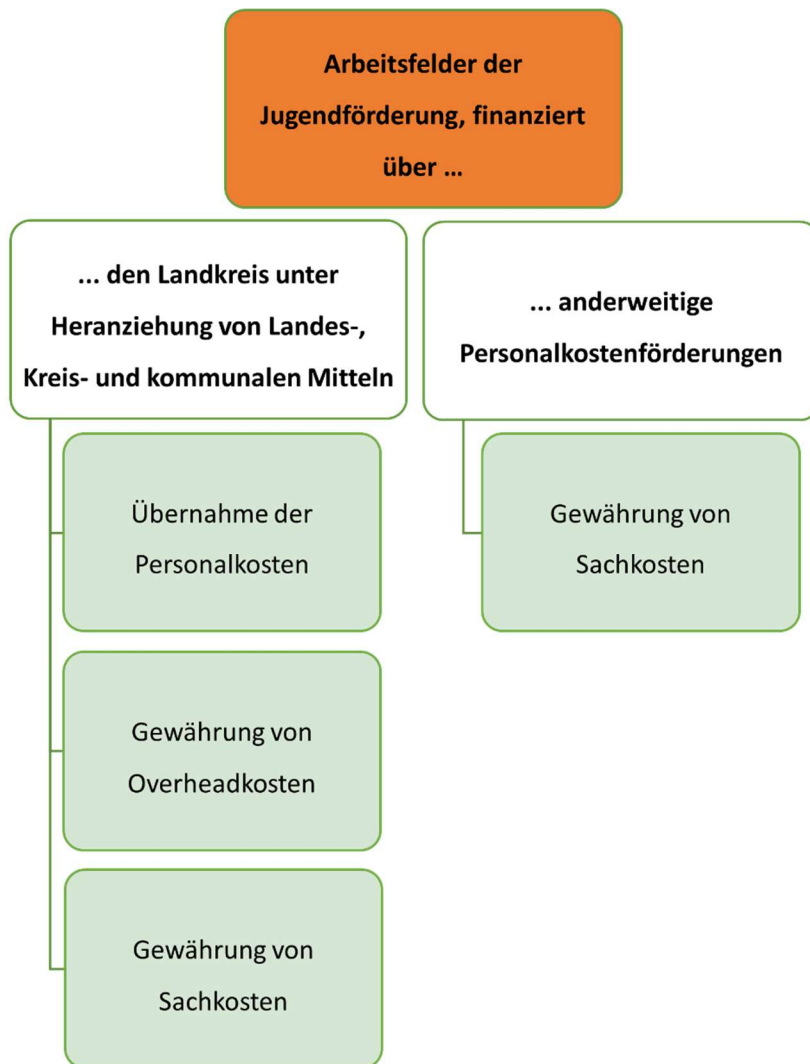 Arbeitsfelder der
Jugendförderung, finanziert
über ...
... den Landkreis unter
Heranziehung von Landes-,
Kreis- und kommunalen Mitteln
Übernahme der
Personalkosten
Gewährung von
Overheadkosten
Gewährung von
Sachkosten
... anderweitige
Personalkostenförderungen
Gewährung von
Sachkosten